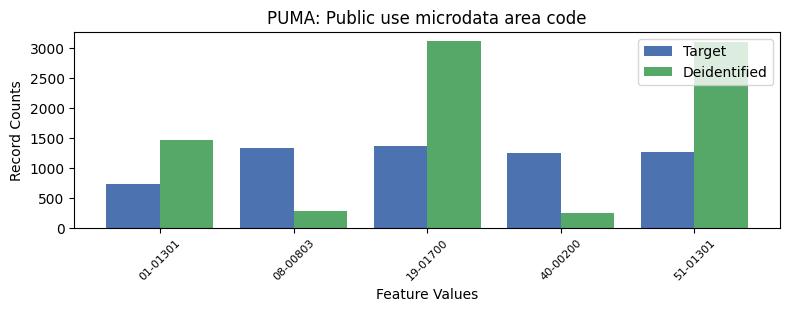 PUMA: Public use microdata area code
Record Counts
3000
2500
2000
1500
1000
500
0
Target
Deidentified
01-01301
08-00803
19-01700
40-00200
51-01301
Feature Values